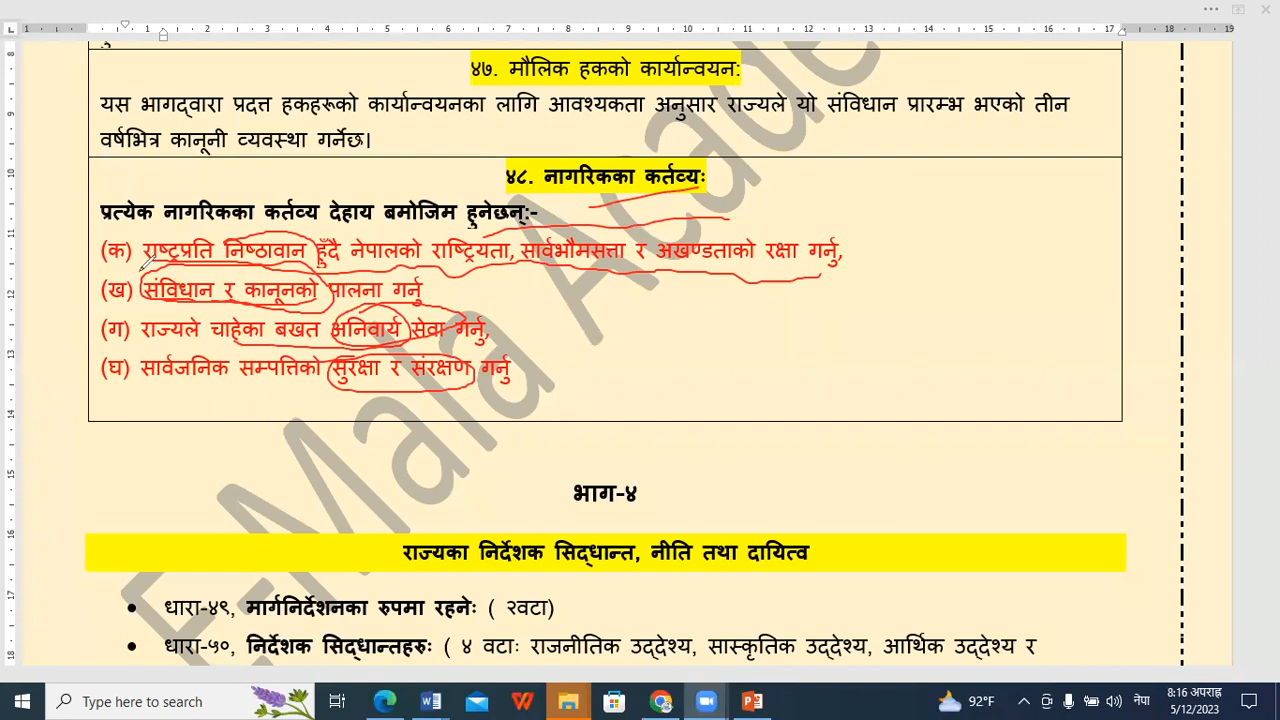 ४७. मौलिक हकको कार्यान्वयन:
यस भागद्वारा प्रदत्त हकहरूको कार्यान्वयनका लागि आवश्यकता अनुसार राज्यले यो संविधान प्रारम्भ भएको तीन
वर्षभित्र कानूनी व्यवस्था गर्नेछ।
४८. नागरिकका कर्तव्यः
प्रत्येक नागरिकका कर्तव्य देहाय बमोजिम हुनेछन्:-
(क) राष्ट्रप्रति निष्ठावान हुँदै नेपालको राष्ट्रियता, सार्वभौमसत्ता र अखण्डताको रक्षा गर्नु,
(ख) संविधान र कानूनको पालना गर्नु
(ग) राज्यले चाहेका बखत अनिवार्य सेवा गर्नु,
(घ) सार्वजनिक सम्पत्तिको सुरक्षा र संरक्षण गर्नु
भाग-४
राज्यका निर्देशक सिद्धान्त, नीति तथा दायित्व
• धारा-४९, मार्गनिर्देशनका रुपमा रहनेः ( २वटा)
• धारा-५०, निर्देशक सिद्धान्तहरुः ( ४ वटाः राजनीतिक उद्देश्य, सास्कृतिक उद्देश्य, आर्थिक उद्देश्य र
E-Mala Acade
Type here to search
92°F
नेपा
8:16 अपराह्न
5/12/2023